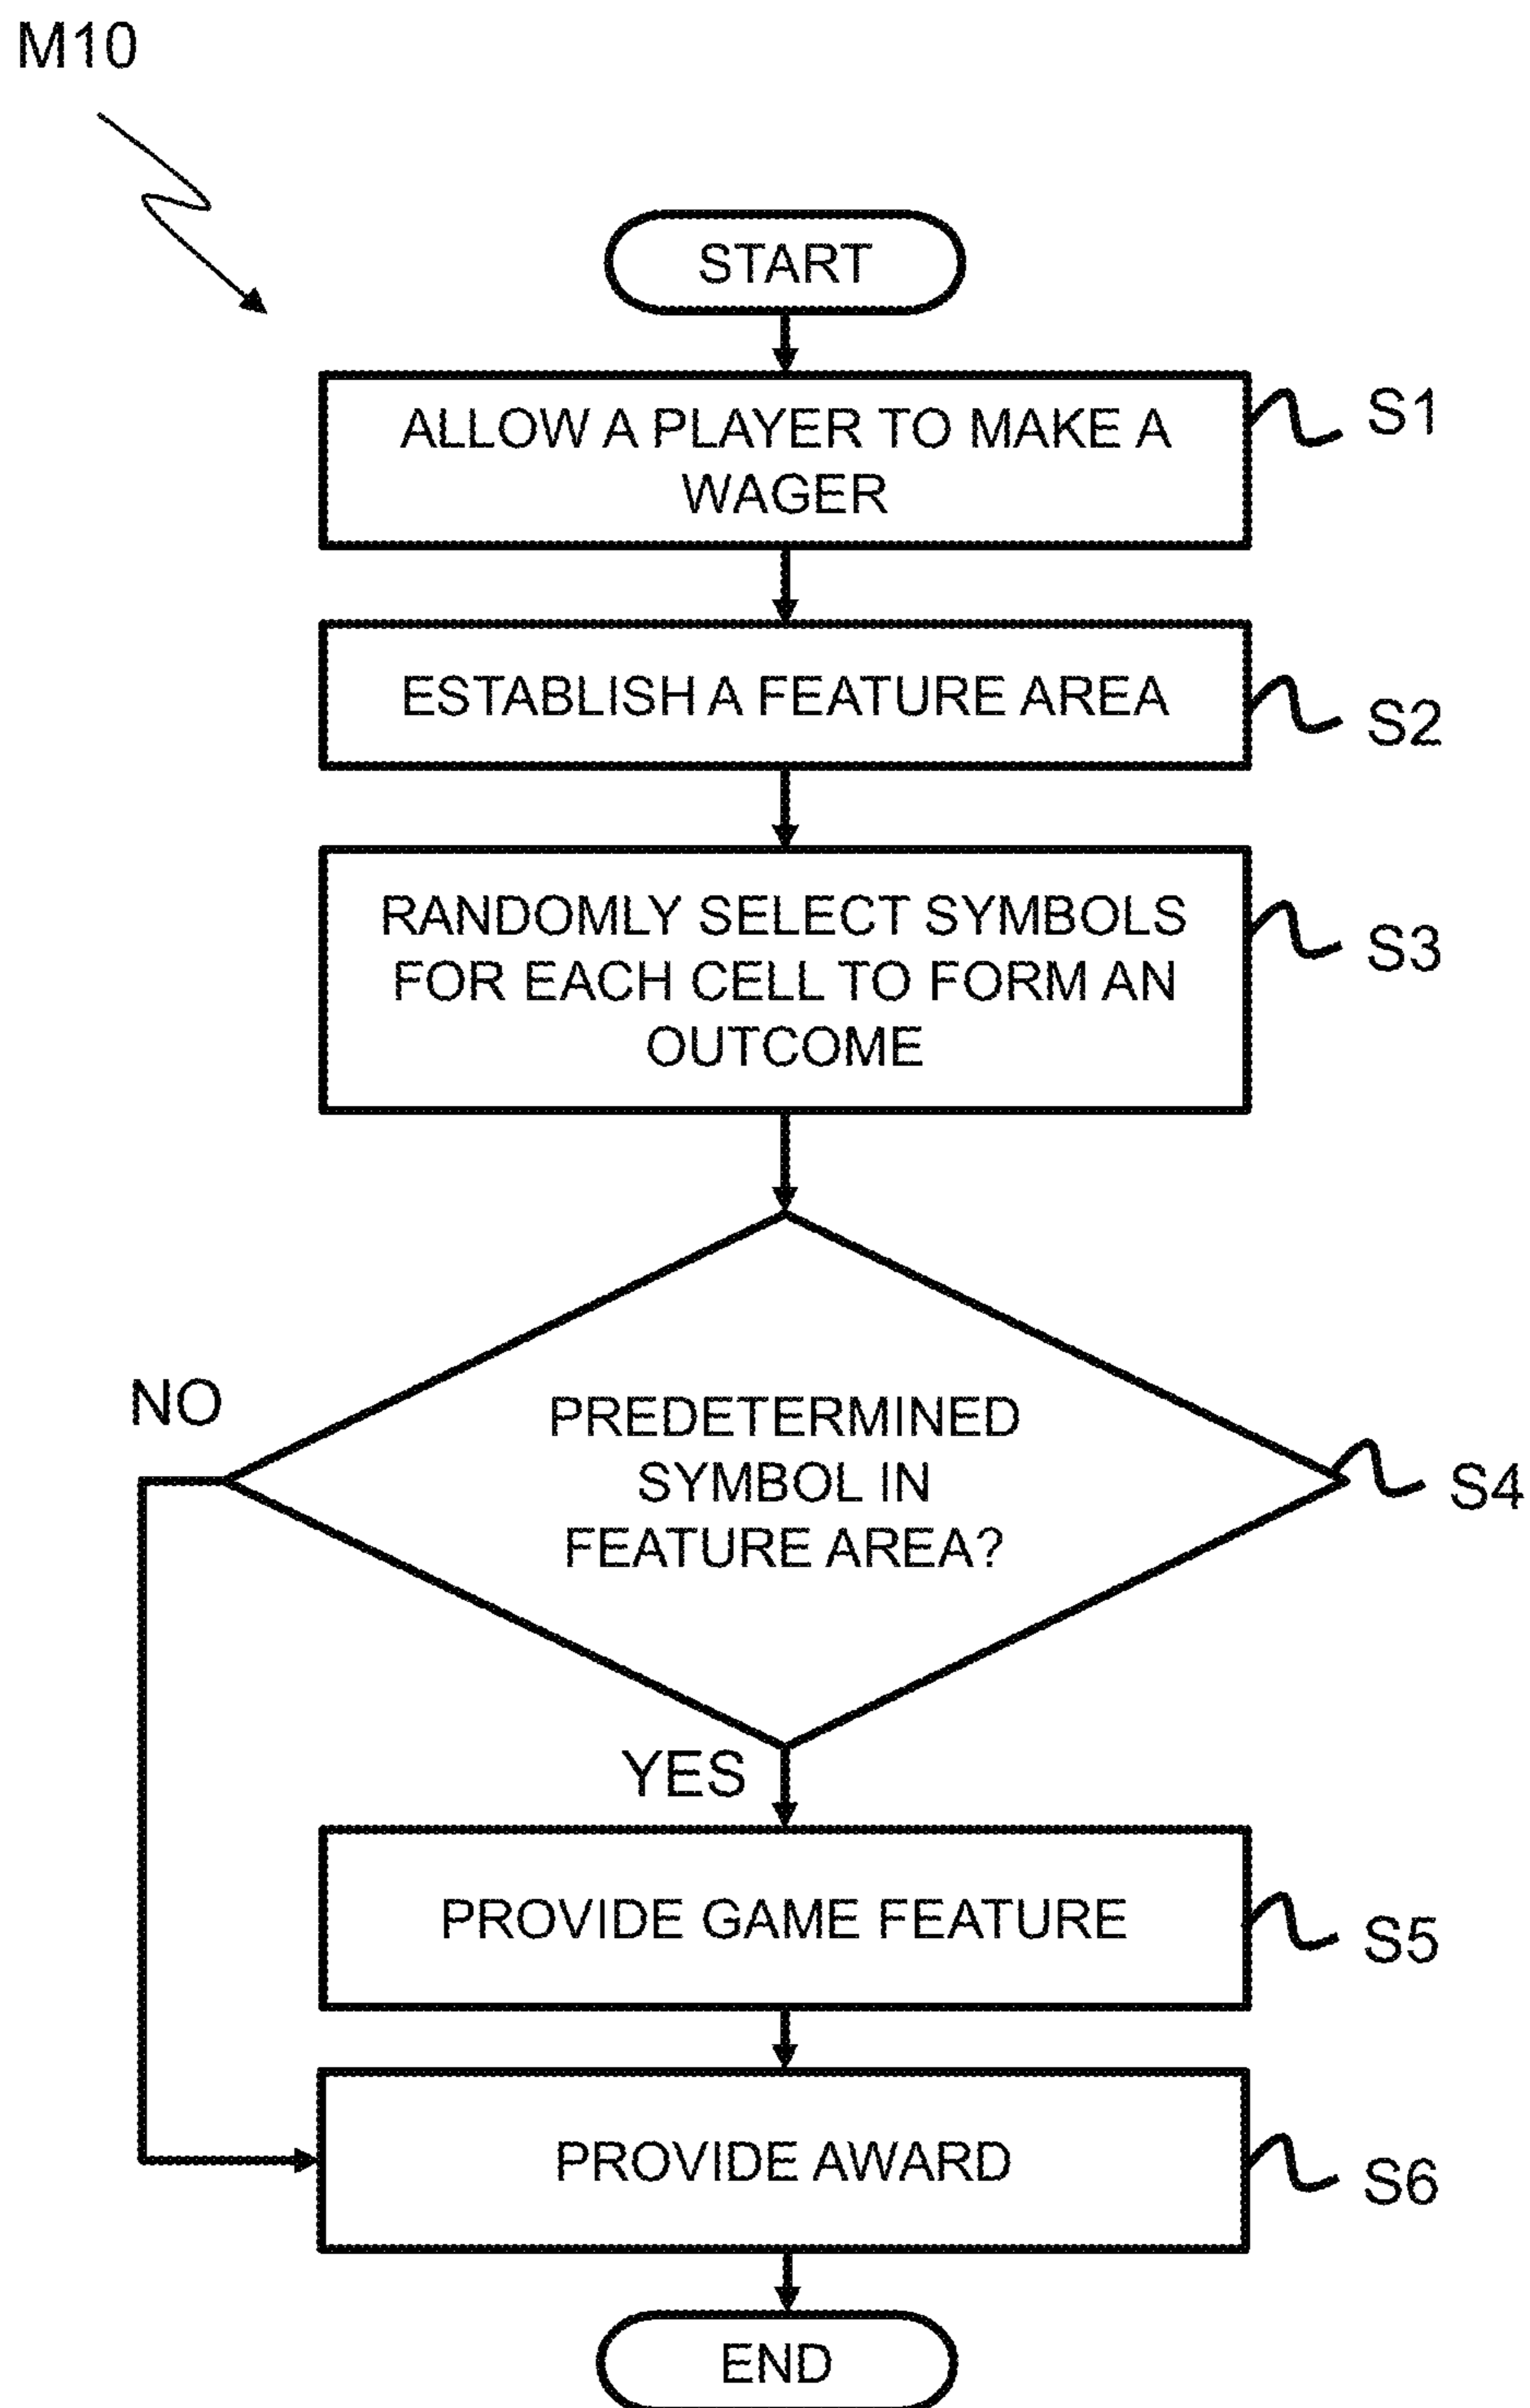 M10
START
ALLOW A PLAYER TO MAKE A
WAGER
S1
ESTABLISH A FEATURE AREA
S2
RANDOMLY SELECT SYMBOLS
FOR EACH CELL TO FORM AN
OUTCOME
S3
NO
PREDETERMINED
SYMBOL IN
FEATURE AREA?
S4
YES
PROVIDE GAME FEATURE
S5
PROVIDE AWARD
S6
END